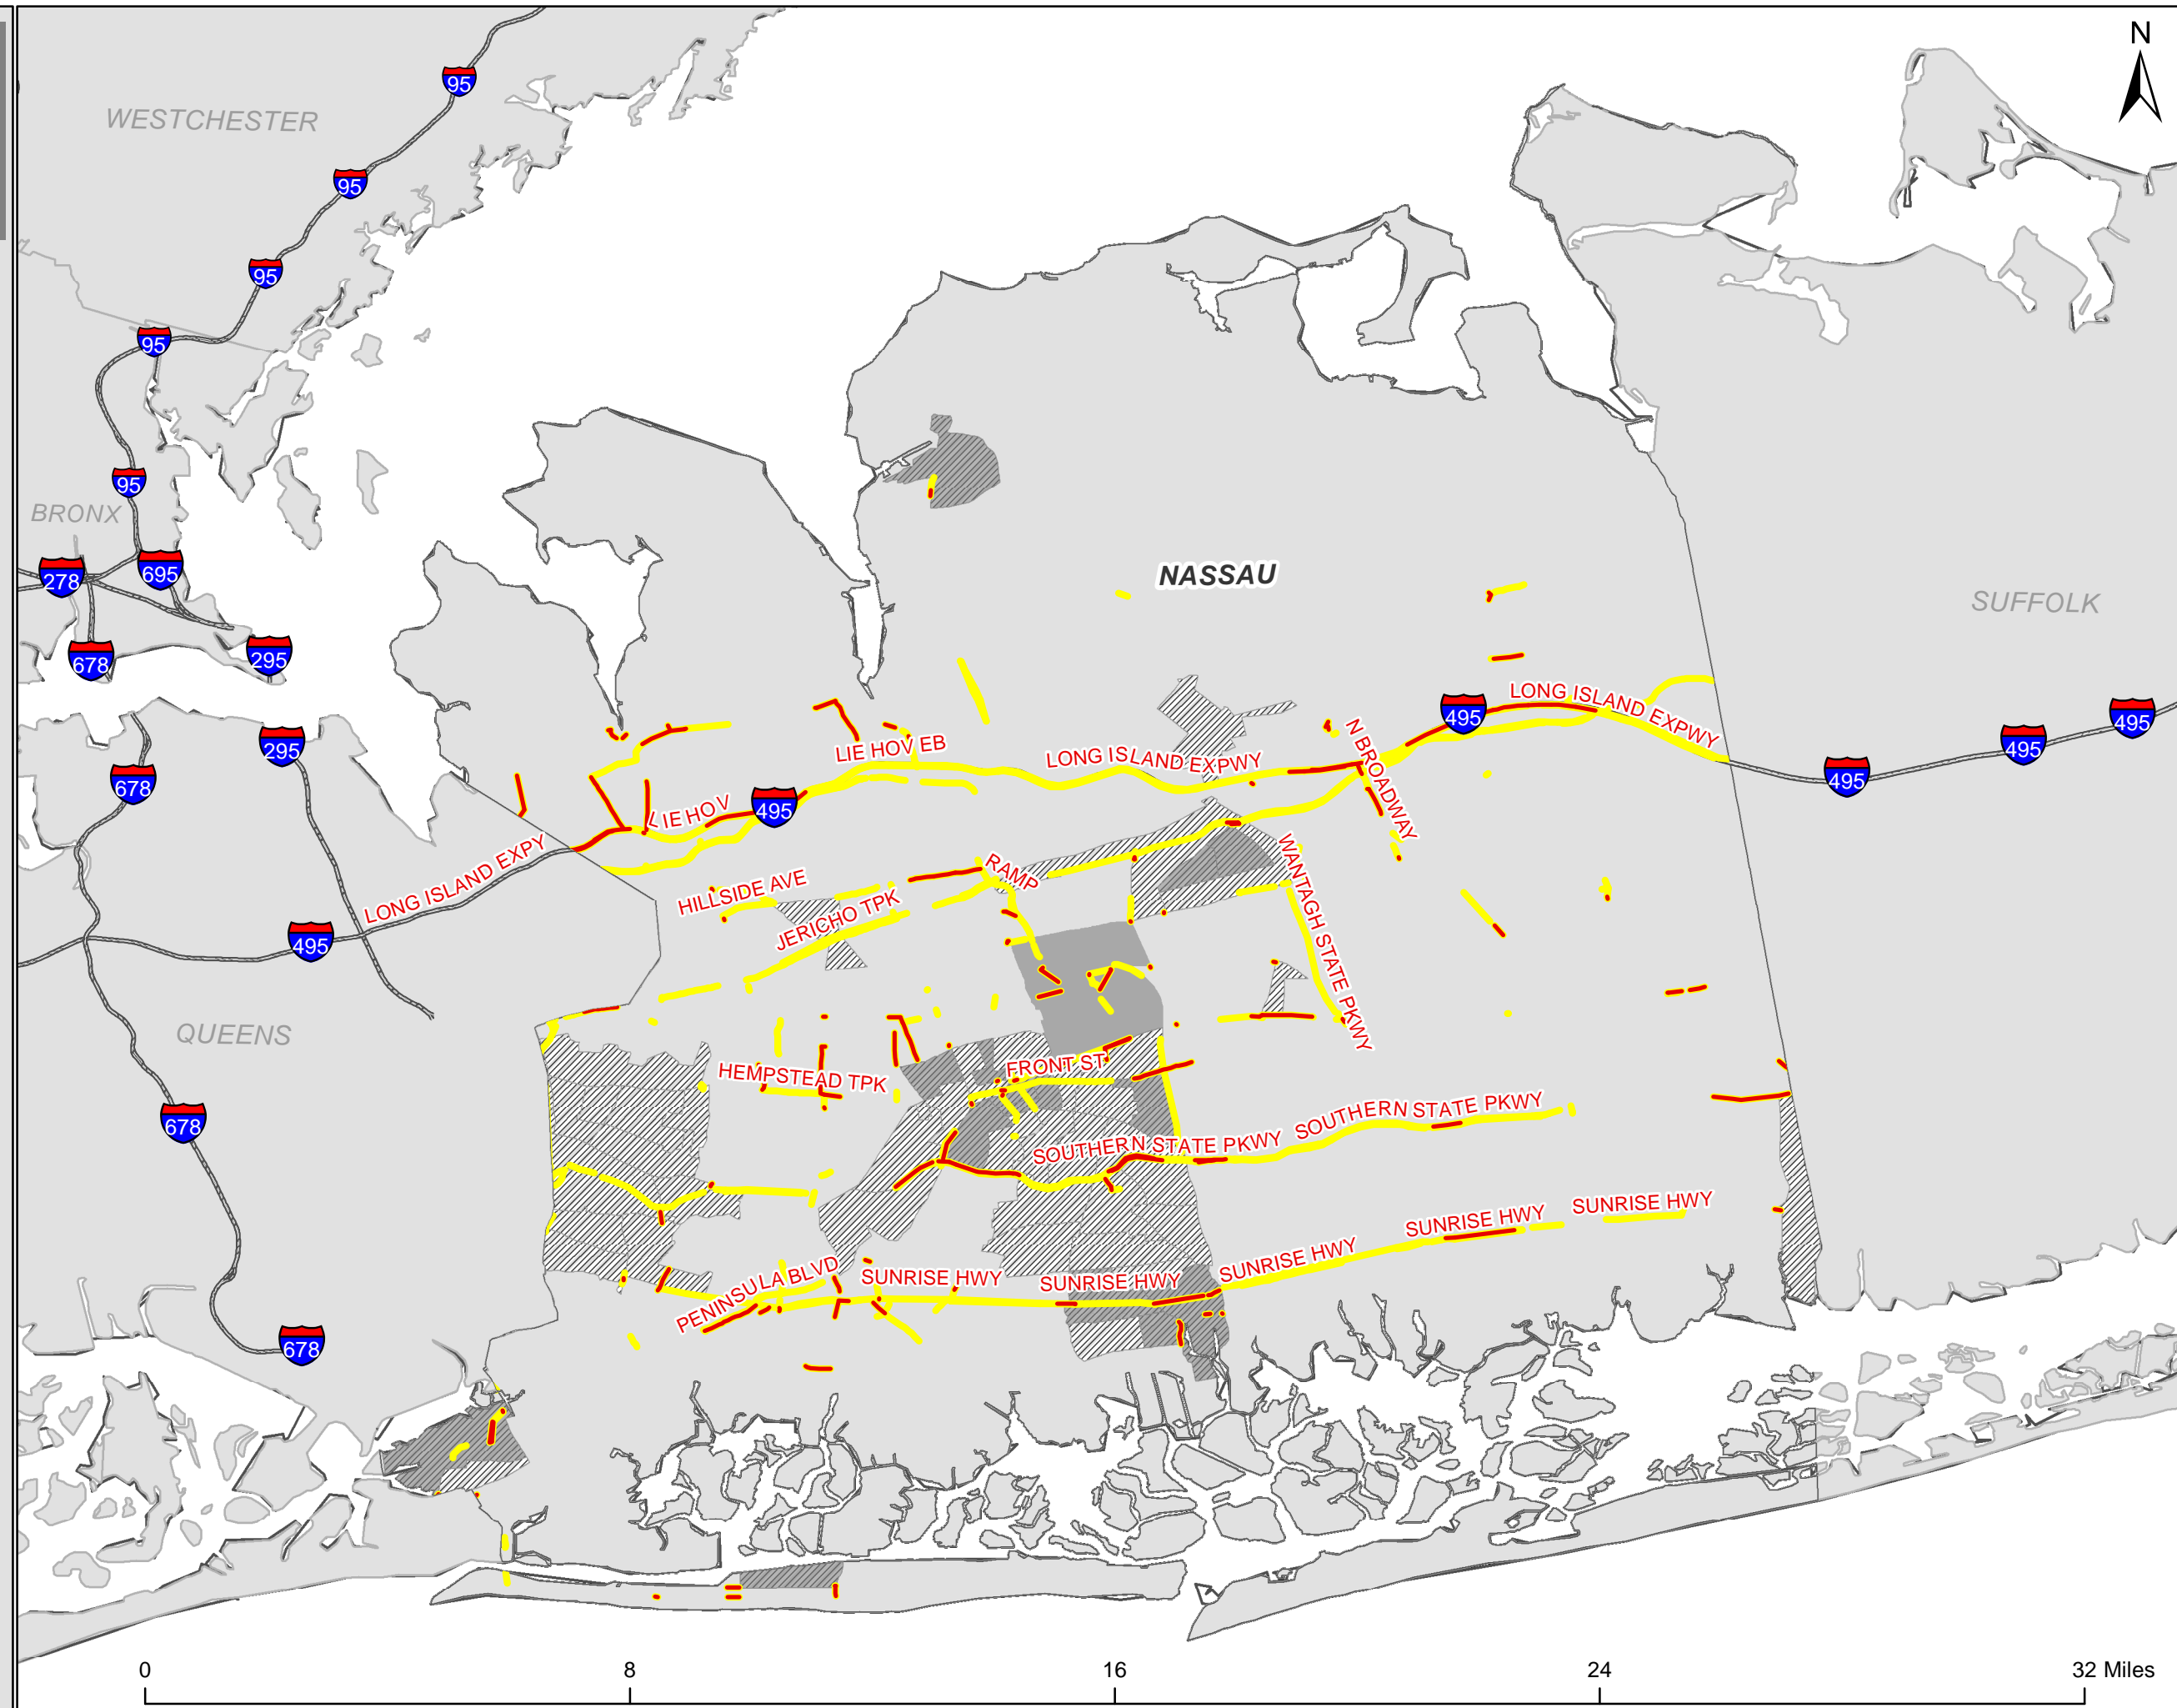 N
95
WESTCHESTER
95
95
95
95
BRONX
NASSAU
278
695
SUFFOLK
678
295
LONG ISLAND EXPWY
495
495
295
N BROADWAY
495
LIE HOV EB
LONG ISLAND EXPWY
678
495
495
LIE HOV
LONG ISLAND EXPY
RAMP
WANTAGH STATE PKWY
HILLSIDE AVE
JERICHO TPK
495
QUEENS
FRONT ST
HEMPSTEAD TPK
SOUTHERN STATE PKWY
678
SOUTHERN STATE PKWY
SUNRISE HWY
SUNRISE HWY
SUNRISE HWY
PENINSULA BLVD
SUNRISE HWY
SUNRISE HWY
678
0 8 16 24 32 Miles